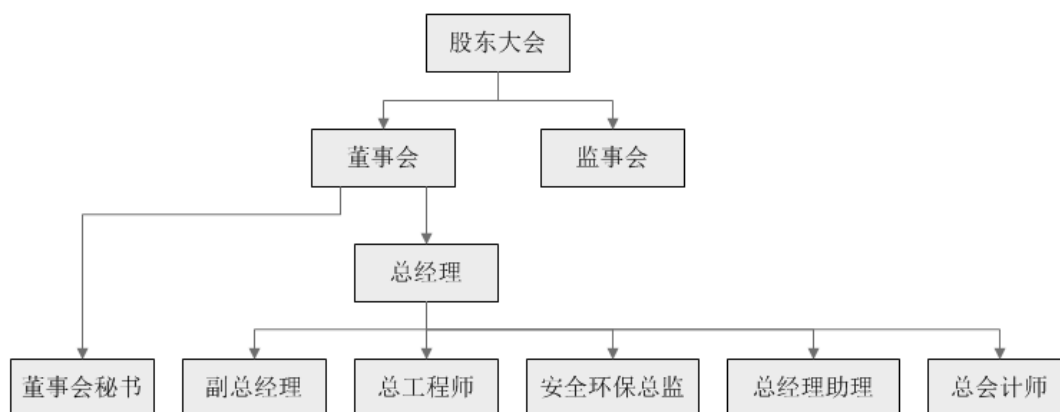 股东大会
董事会
监事会
总经理
董事会秘书
副总经理
总工程师
安全环保总监
总经理助理
总会计师